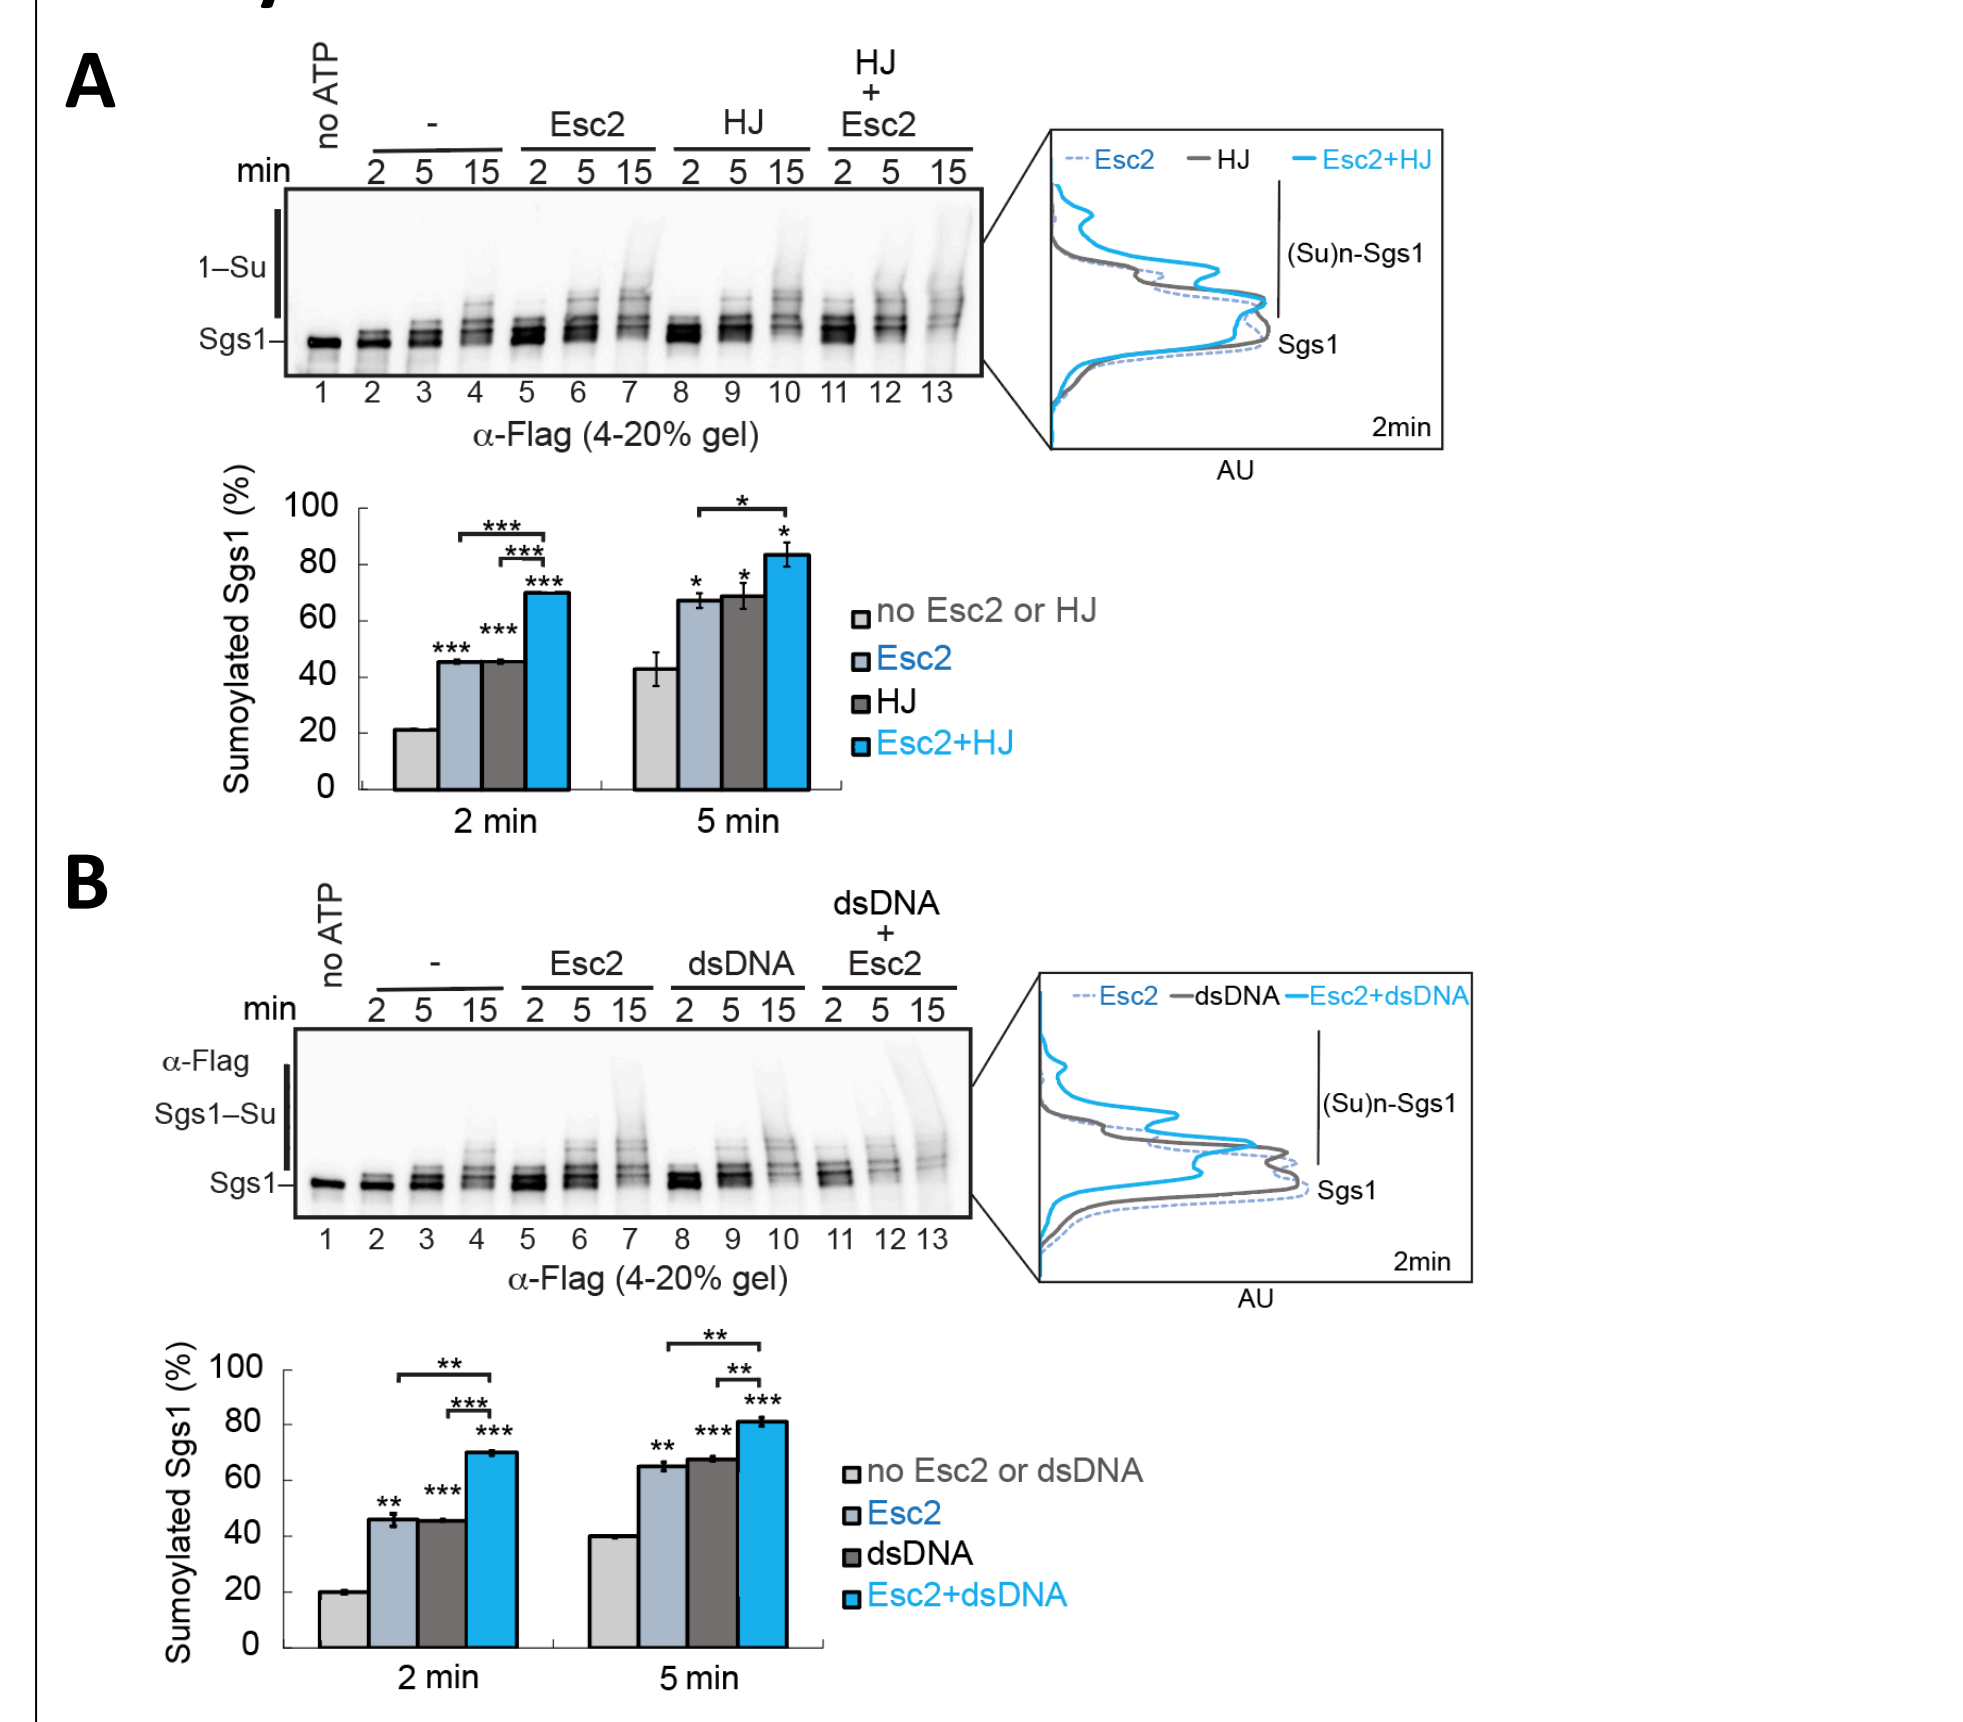 A
no ATP
HJ
+
- Esc2 HJ Esc2
min 2 5 15 2 5 15 2 5 15 2 5 15
1–Su
Sgs1–
1 2 3 4 5 6 7 8 9 10 11 12 13
α-Flag (4-20% gel)
Esc2 HJ Esc2+HJ
(Su)n-Sgs1
Sgs1
2min
AU
Sumoylated Sgs1 (%)
100
80
60
40
20
0
*** *** *** *** ***
* * * *
2 min 5 min
no Esc2 or HJ
Esc2
HJ
Esc2+HJ
B
no ATP
dsDNA
+
- Esc2 dsDNA Esc2
min 2 5 15 2 5 15 2 5 15 2 5 15
α-Flag
Sgs1–Su
Sgs1–
1 2 3 4 5 6 7 8 9 10 11 12 13
α-Flag (4-20% gel)
Esc2 dsDNA Esc2+dsDNA
(Su)n-Sgs1
Sgs1
2min
AU
Sumoylated Sgs1 (%)
100
80
60
40
20
0
** *** *** *** **
** *** *** ** **
2 min 5 min
no Esc2 or dsDNA
Esc2
dsDNA
Esc2+dsDNA